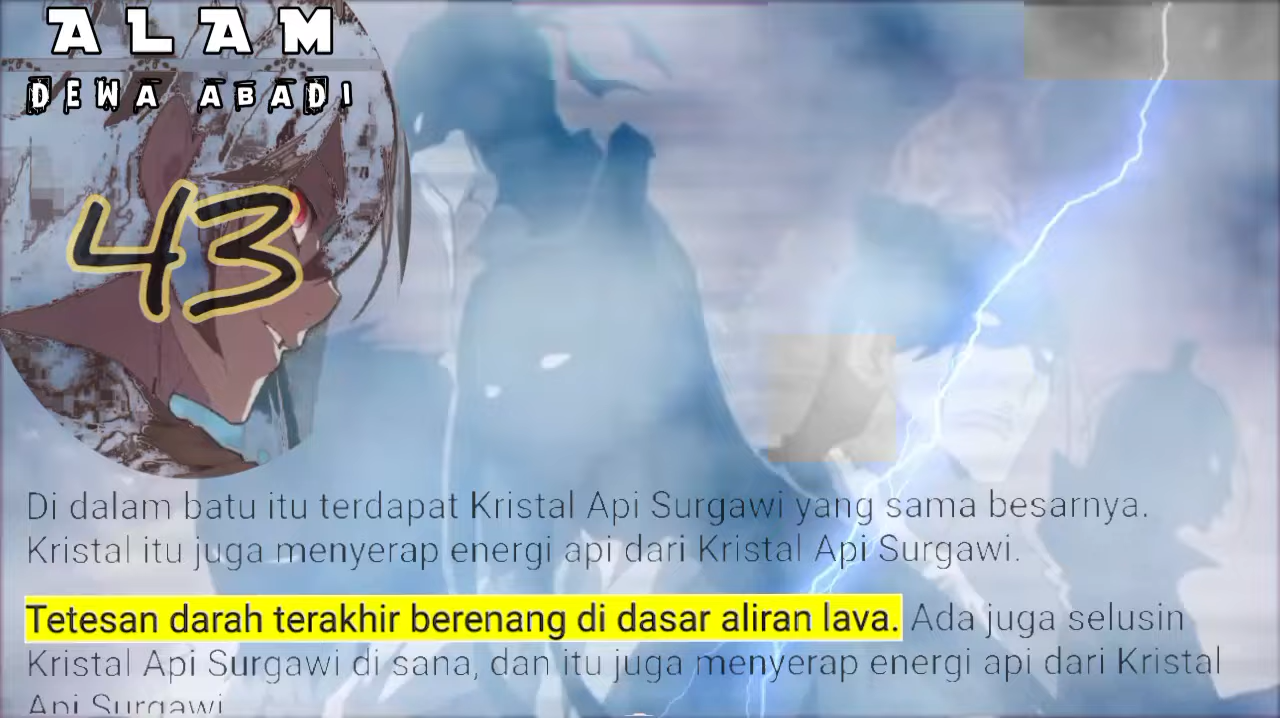 ALAM
DEWA ABADI
43
Di dalam batu itu terdapat Kristal Api Surgawi yang sama besarnya.
Kristal itu juga menyerap energi api dari Kristal Api Surgawi.
Tetesan darah terakhir berenang di dasar aliran lava. Ada juga selusin
Kristal Api Surgawi di sana, dan itu juga menyerap energi api dari Kristal
Api Surgawi